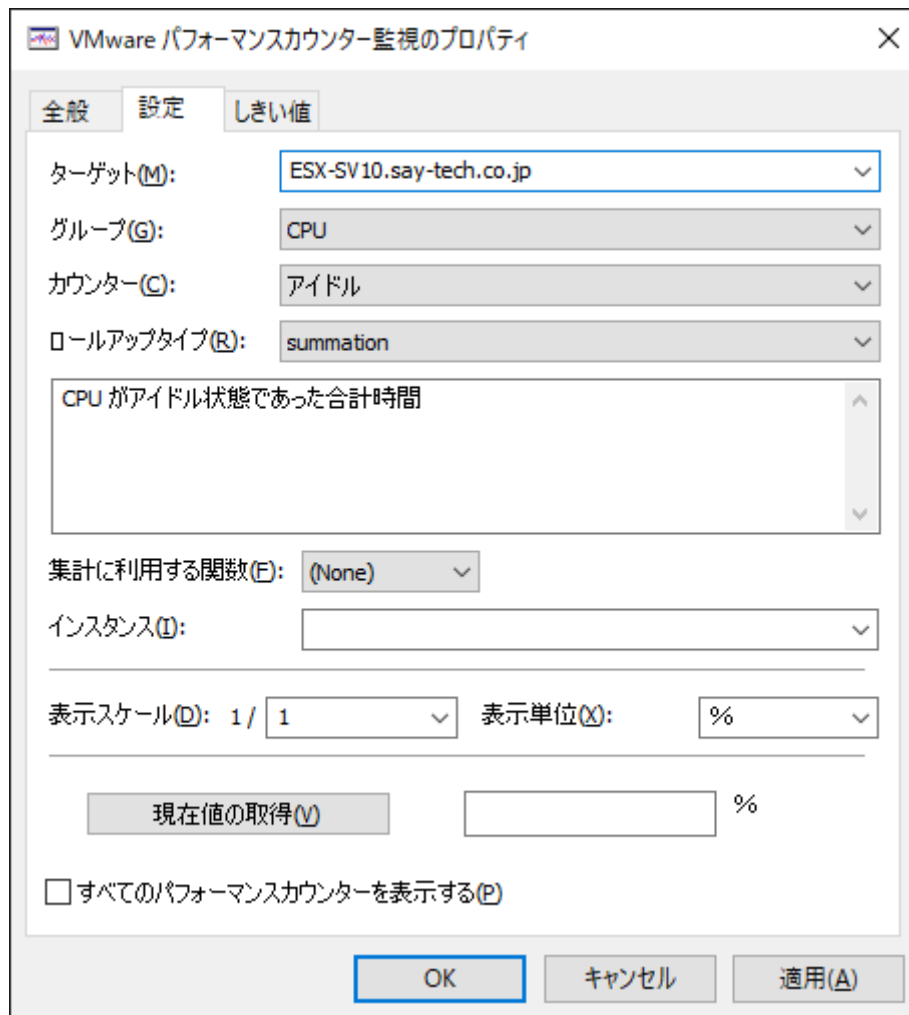 VMware パフォーマンスカウンター監視のプロパティ
全般 設定 しきい値
ターゲット(M): ESX-SV10.say-tech.co.jp
グループ(G): CPU
カウンター(C): アイドル
ロールアップタイプ(R): summation
CPU がアイドル状態であった合計時間
集計に利用する関数(F): (None)
インスタンス(I):
表示スケール(D): 1 / 1 表示単位(X): %
現在値の取得(V) %
すべてのパフォーマンスカウンターを表示する(P)
OK キャンセル 適用(A)